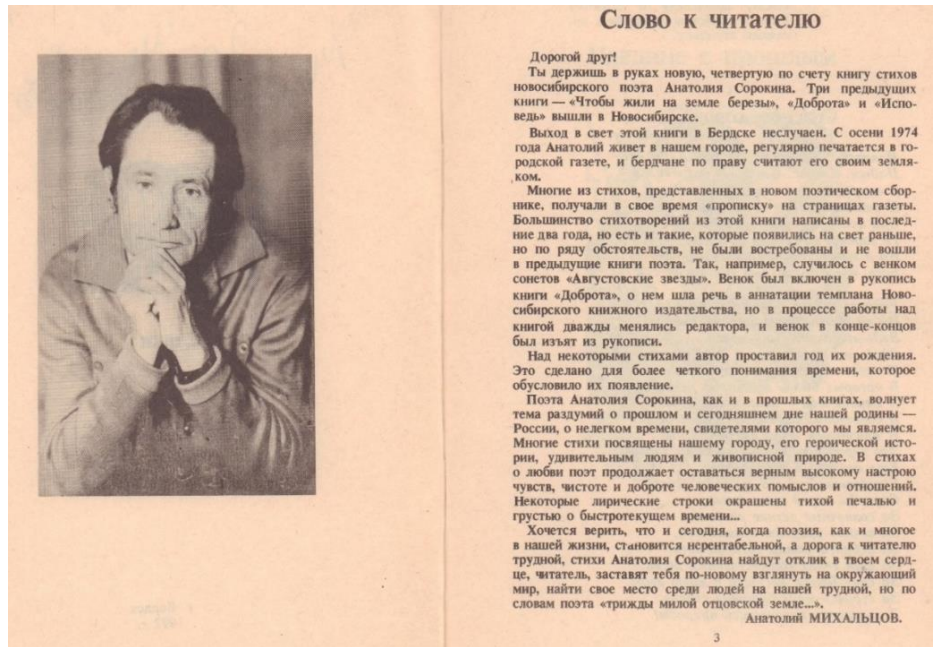 Слово к читателю
Дорогой друг!
Ты держишь в руках новую, четвертую по счету книгу стихов
новосибирского поэта Анатолия Сорокина. Три предыдущих
книги — «Чтобы жили на земле березы», «Доброта» и «Испо-
ведь» вышли в Новосибирске.
Выход в свет этой книги в Бердске неслучаен. С осени 1974
года Анатолий живет в нашем городе, регулярно печатается в го-
родской газете, и бердчане по праву считают его своим земля-
ком.
Многие из стихов, представленных в новом поэтическом сбор-
нике, получали в свое время «прописку» на страницах газеты.
Большинство стихотворений из этой книги написаны в послед-
ние два года, но есть и такие, которые появились на свет раньше,
но по ряду обстоятельств, не были востребованы и не вошли
в предыдущие книги поэта. Так, например, случилось с венком
сонетов «Августовские звезды». Венок был включен в рукопись
книги «Доброта», о нем шла речь в аннатации темплана Ново-
сибирского книжного издательства, но в процессе работы над
книгой дважды менялись редактора, и венок в конце-концов
был изъят из рукописи.
Над некоторыми стихами автор проставил год их рождения.
Это сделано для более четкого понимания времени, которое
обусловило их появление.
Поэта Анатолия Сорокина, как и в прошлых книгах, волнует
тема раздумий о прошлом и сегодняшнем дне нашей родины —
России, о нелегком времени, свидетелями которого мы являемся.
Многие стихи посвящены нашему городу, его героической исто-
рии, удивительным людям и живописной природе. В стихах
о любви поэт продолжает оставаться верным высокому настрою
чувств, чистоте и доброте человеческих помыслов и отношений.
Некоторые лирические строки окрашены тихой печалью и
грустью о быстротекущем времени...
Хочется верить, что и сегодня, когда поэзия, как и многое
в нашей жизни, становится нерентабельной, а дорога к читателю
трудной, стихи Анатолия Сорокина найдут отклик в твоем серд-
це, читатель, заставят тебя по-новому взглянуть на окружающий
мир, найти свое место среди людей на нашей трудной, но по
словам поэта «трижды милой отцовской земле...».
Анатолий МИХАЛЬЦОВ.
3